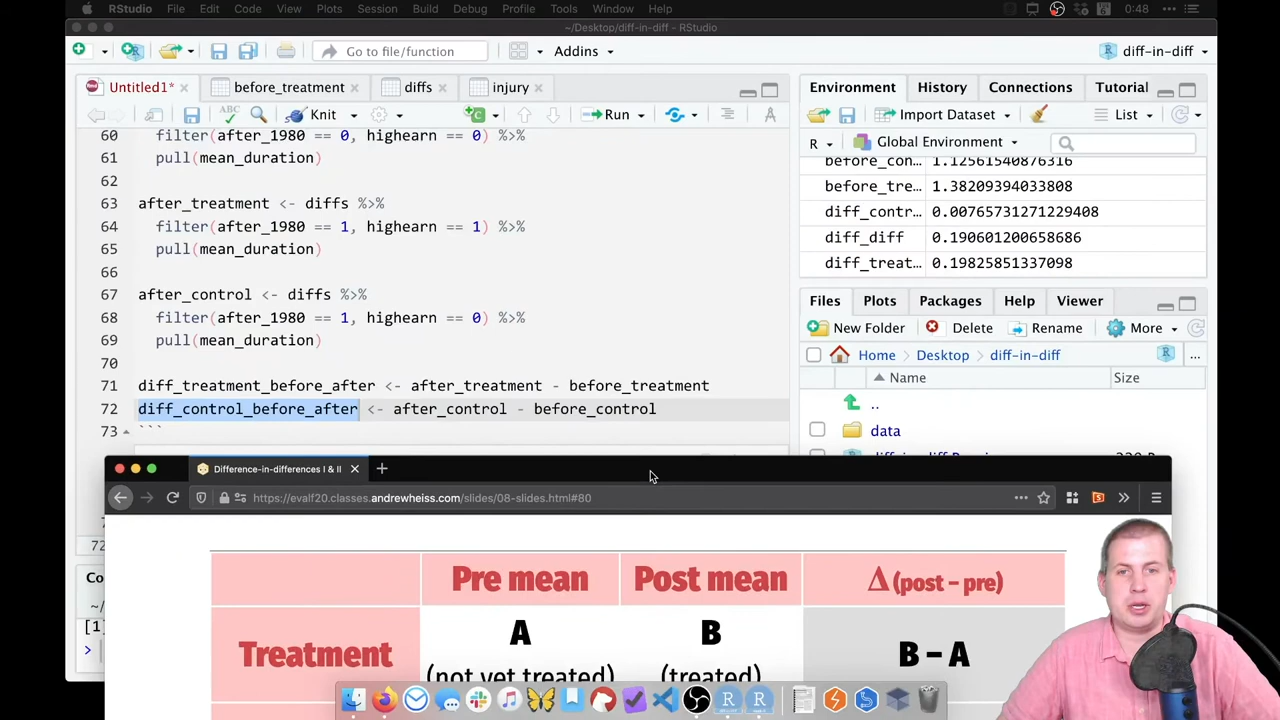 RStudio File Edit Code View Plots Session Build Debug Profile Tools Window Help 0:48
~/Desktop/diff-in-diff - RStudio
Go to file/function Addins diff-in-diff
Untitled1* before_treatment diffs injury
Knit Run
60 filter(after_1980 == 0, highearn == 0) %>%
61 pull(mean_duration)
62
63 after_treatment <- diffs %>%
64 filter(after_1980 == 1, highearn == 1) %>%
65 pull(mean_duration)
66
67 after_control <- diffs %>%
68 filter(after_1980 == 1, highearn == 0) %>%
69 pull(mean_duration)
70
71 diff_treatment_before_after <- after_treatment - before_treatment
72 diff_control_before_after <- after_control - before_control
73 ```
Environment History Connections Tutorial
Import Dataset List
R Global Environment
before_con… 1.12561540876316
before_tre… 1.38209394033808
diff_contr… 0.00765731271229408
diff_diff 0.190601200658686
diff_treat… 0.19825851337098
Files Plots Packages Help Viewer
New Folder Delete Rename More
Home Desktop diff-in-diff
Name Size
..
data
72
Co
~/
[1]
>
Difference-in-differences I & II
https://evalf20.classes.andrewheiss.com/slides/08-slides.html#80
Pre mean Post mean Δ (post − pre)
Treatment A B B − A
(not yet treated) (treated)